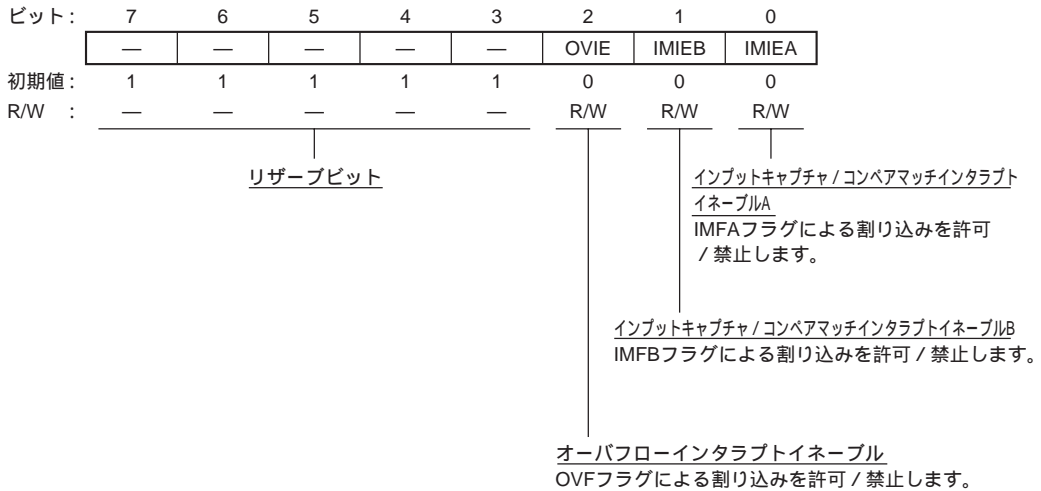 ビット : 7 6 5 4 3 2 1 0
— — — — — OVIE IMIEB IMIEA
初期値 : 1 1 1 1 1 0 0 0
R/W : — — — — — R/W R/W R/W
リザーブビット
インプットキャプチャ / コンペアマッチインタラプト
イネーブルA
IMFAフラグによる割り込みを許可
/ 禁止します。
インプットキャプチャ / コンペアマッチインタラプトイネーブルB
IMFBフラグによる割り込みを許可 / 禁止します。
オーバフローインタラプトイネーブル
OVFフラグによる割り込みを許可 / 禁止します。